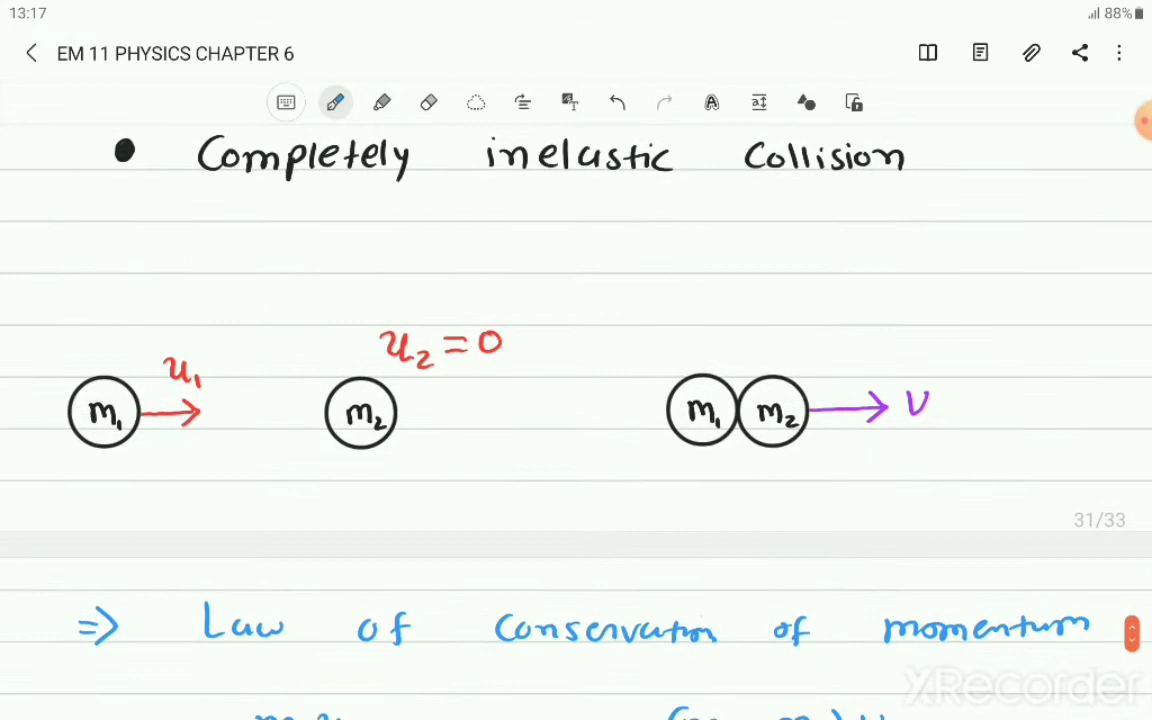 13:17 88%
EM 11 PHYSICS CHAPTER 6
• Completely inelastic Collision
u₂ = 0
u₁
m₁ m₂ m₁ m₂ v
31/33
=> Law of conservation of momentum
XRecorder